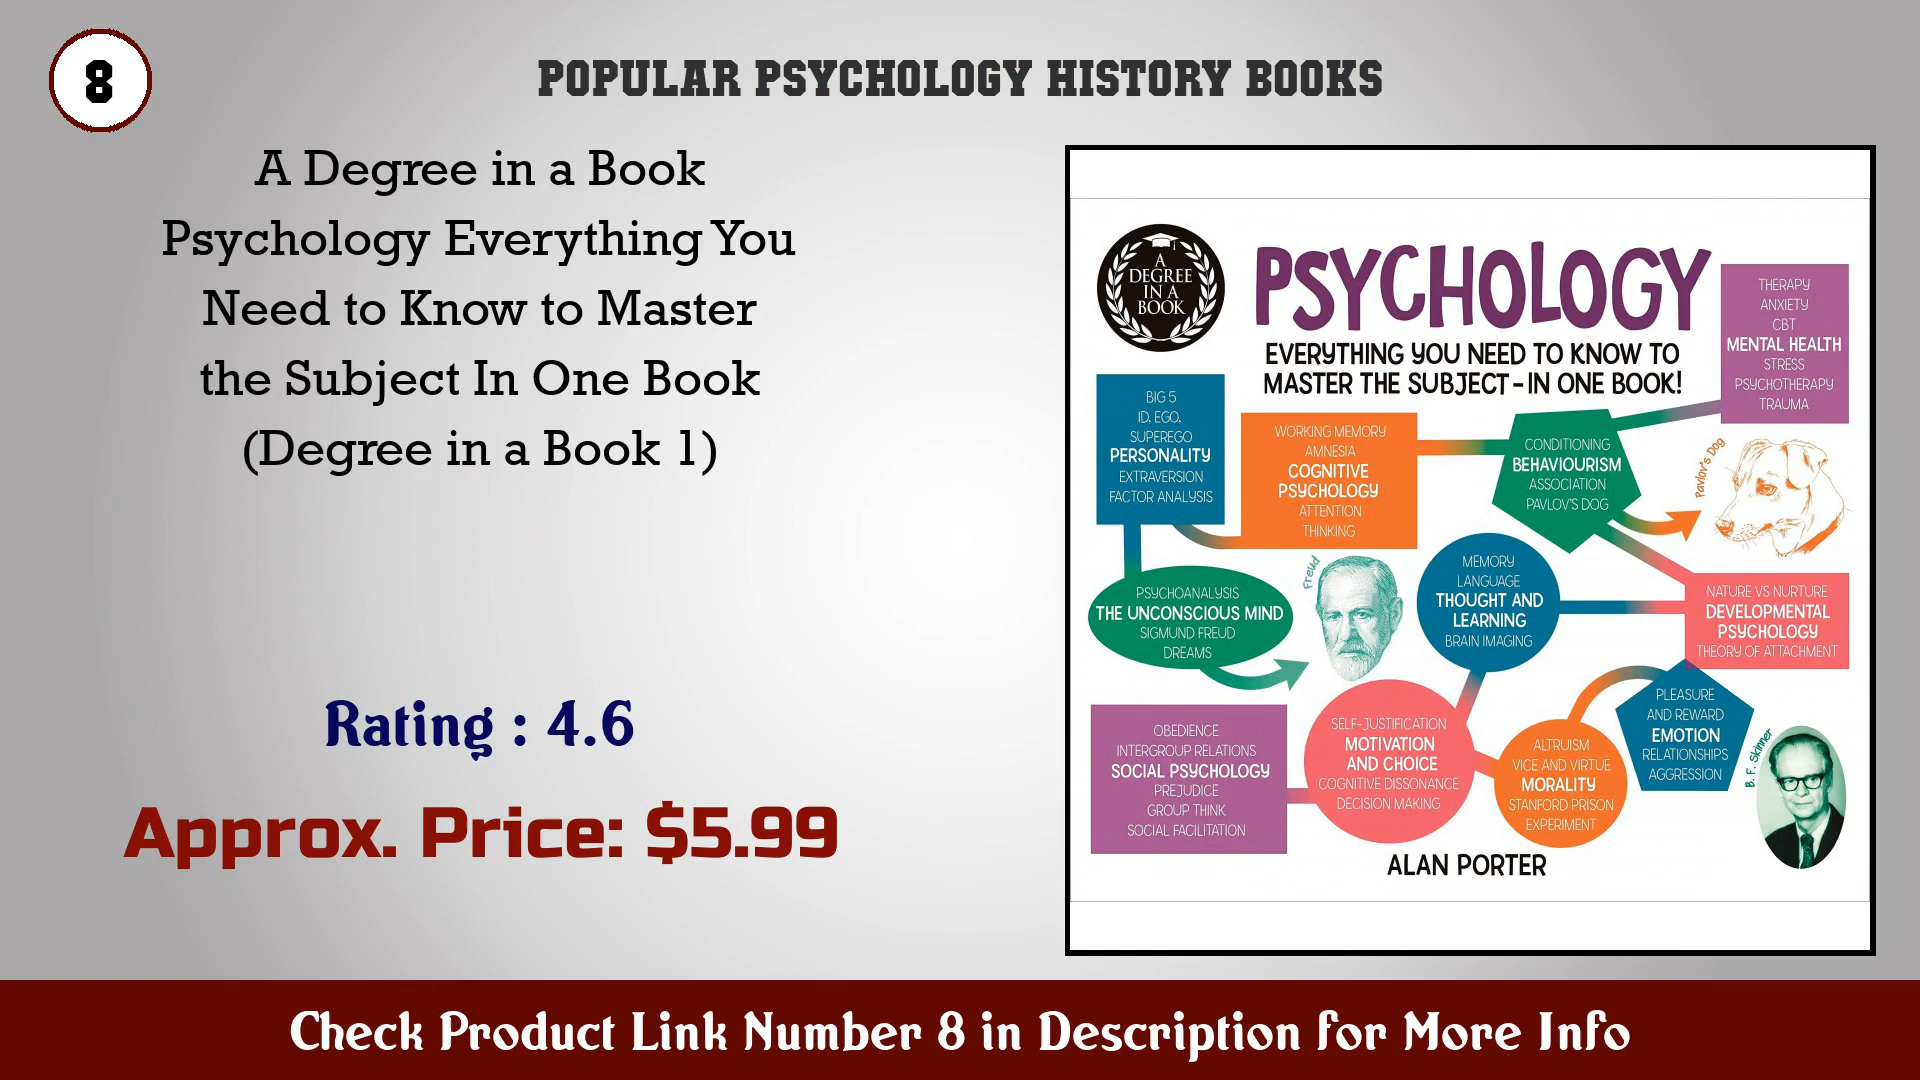 8
POPULAR PSYCHOLOGY HISTORY BOOKS
A Degree in a Book
Psychology Everything You
Need to Know to Master
the Subject In One Book
(Degree in a Book 1)
Rating : 4.6
Approx. Price: $5.99
A
DEGREE
IN A
BOOK
PSYCHOLOGY
EVERYTHING YOU NEED TO KNOW TO
MASTER THE SUBJECT - IN ONE BOOK!
THERAPY
ANXIETY
CBT
MENTAL HEALTH
STRESS
PSYCHOTHERAPY
TRAUMA
BIG 5
ID, EGO,
SUPEREGO
PERSONALITY
EXTRAVERSION
FACTOR ANALYSIS
WORKING MEMORY
AMNESIA
COGNITIVE
PSYCHOLOGY
ATTENTION
THINKING
CONDITIONING
BEHAVIOURISM
ASSOCIATION
PAVLOV'S DOG
Pavlov's Dog
PSYCHOANALYSIS
THE UNCONSCIOUS MIND
SIGMUND FREUD
DREAMS
Freud
MEMORY
LANGUAGE
THOUGHT AND
LEARNING
BRAIN IMAGING
NATURE VS NURTURE
DEVELOPMENTAL
PSYCHOLOGY
THEORY OF ATTACHMENT
OBEDIENCE
INTERGROUP RELATIONS
SOCIAL PSYCHOLOGY
PREJUDICE
GROUP THINK
SOCIAL FACILITATION
SELF-JUSTIFICATION
MOTIVATION
AND CHOICE
COGNITIVE DISSONANCE
DECISION MAKING
ALTRUISM
VICE AND VIRTUE
MORALITY
STANFORD PRISON
EXPERIMENT
PLEASURE
AND REWARD
EMOTION
RELATIONSHIPS
AGGRESSION
B. F. Skinner
ALAN PORTER
Check Product Link Number 8 in Description for More Info